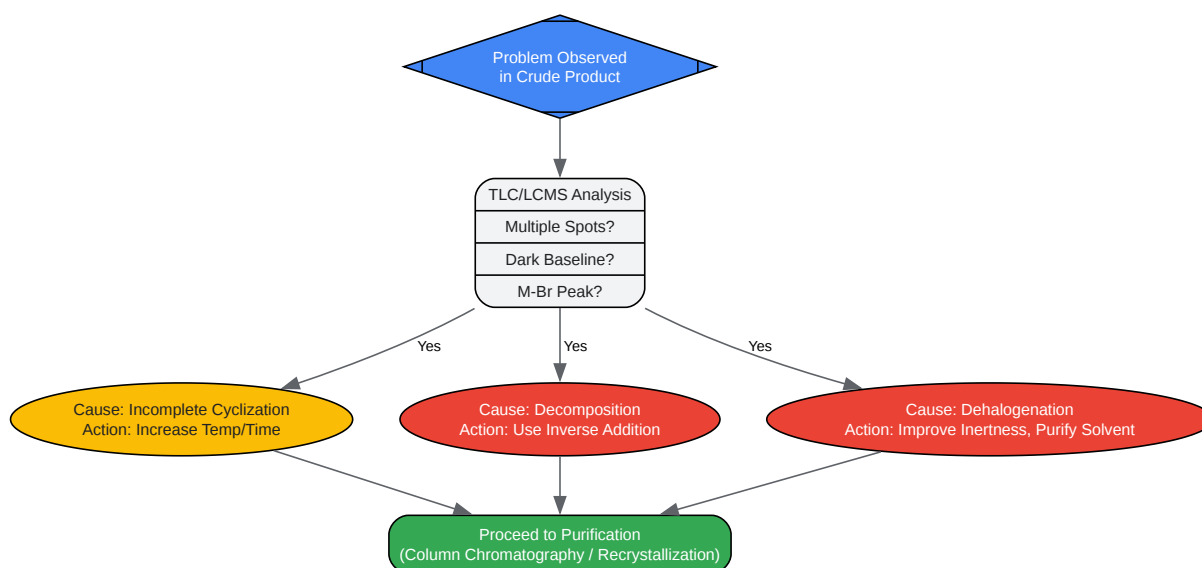 Problem Observed
in Crude Product
TLC/LCMS Analysis
Multiple Spots?
Dark Baseline?
M-Br Peak?
Yes
Yes
Yes
Cause: Incomplete Cyclization
Action: Increase Temp/Time
Cause: Decomposition
Action: Use Inverse Addition
Cause: Dehalogenation
Action: Improve Inertness, Purify Solvent
Proceed to Purification
(Column Chromatography / Recrystallization)